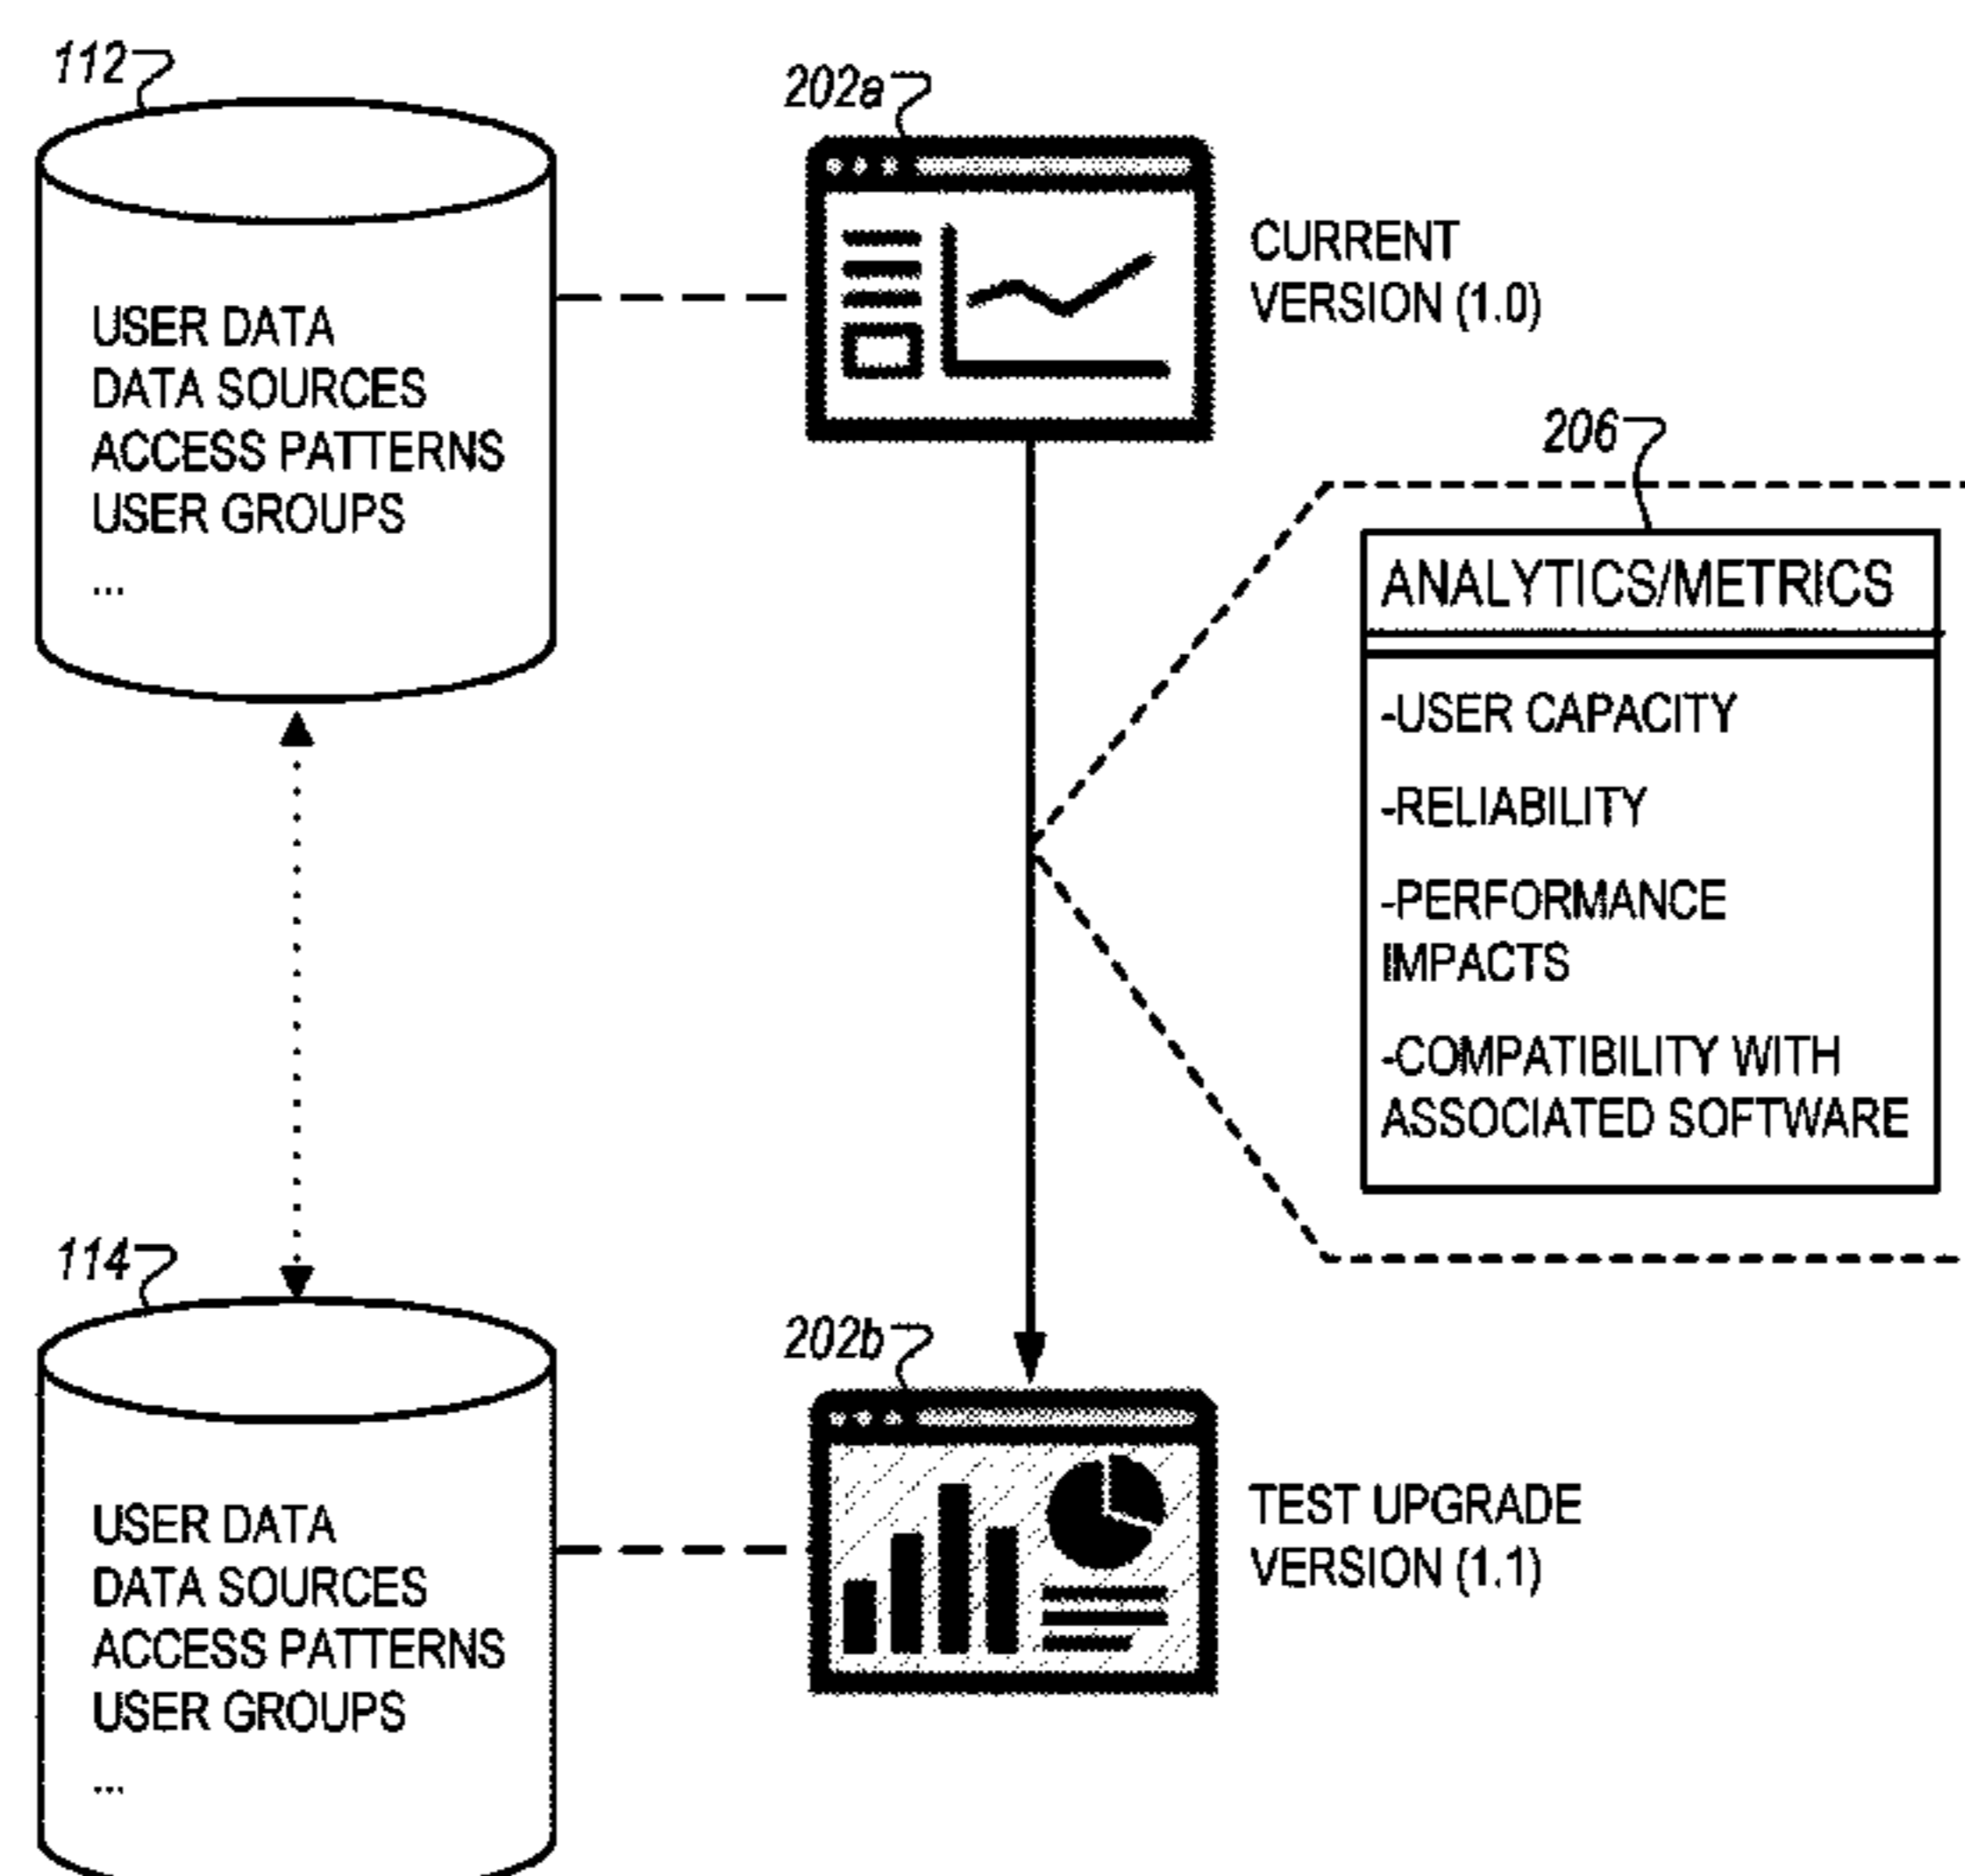 112
USER DATA
DATA SOURCES
ACCESS PATTERNS
USER GROUPS
...
202a
CURRENT
VERSION (1.0)
206
ANALYTICS/METRICS
-USER CAPACITY
-RELIABILITY
-PERFORMANCE
IMPACTS
-COMPATIBILITY WITH
ASSOCIATED SOFTWARE
114
USER DATA
DATA SOURCES
ACCESS PATTERNS
USER GROUPS
...
202b
TEST UPGRADE
VERSION (1.1)